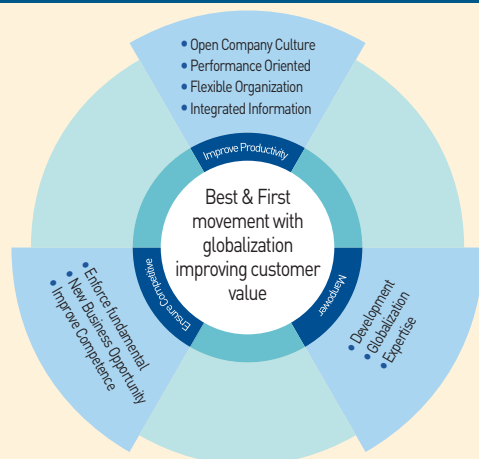 • Open Company Culture
• Performance Oriented
• Flexible Organization
• Integrated Information
Improve Productivity
Best & First
movement with
globalization
improving customer
value
Ensure Competitive
• Enforce fundamental
• New Business Opportunity
• Improve Competence
Manpower
• Development
• Globalization
• Expertise